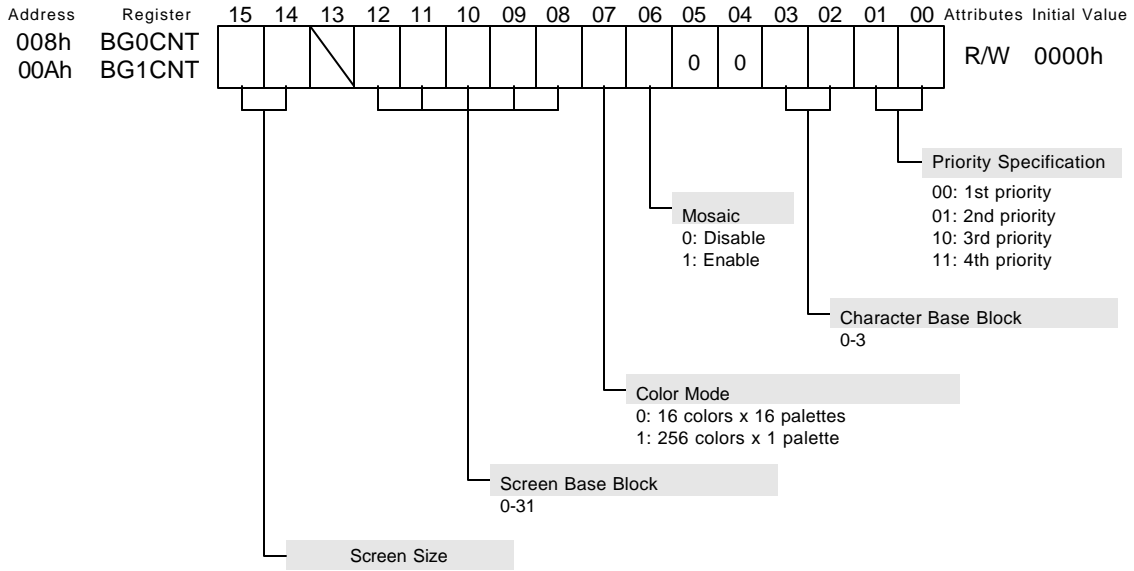 Address Register 15 14 13 12 11 10 09 08 07 06 05 04 03 02 01 00 Attributes Initial Value
008h BG0CNT
00Ah BG1CNT
0 0
R/W 0000h
Priority Specification
00: 1st priority
01: 2nd priority
10: 3rd priority
11: 4th priority
Mosaic
0: Disable
1: Enable
Character Base Block
0-3
Color Mode
0: 16 colors x 16 palettes
1: 256 colors x 1 palette
Screen Base Block
0-31
Screen Size